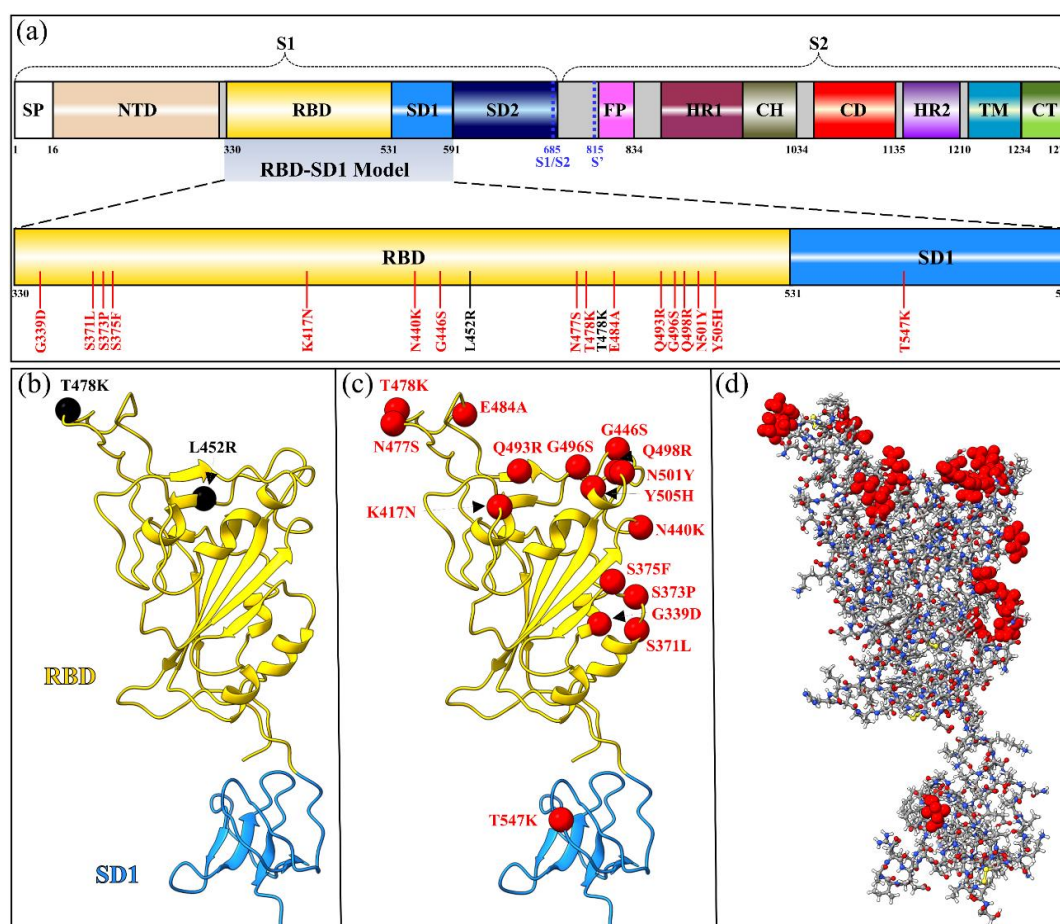 (a)
S1
S2
SP
NTD
RBD
SD1
SD2
FP
HR1
CH
CD
HR2
TM
CT
1
16
330
531
591
685
815
834
1034
1135
1210
1234
S1/S2
S'
RBD-SD1 Model
RBD
SD1
330
531
G339D
S371L
S373P
S375F
K417N
N440K
G446S
L452R
N477S
T478K
T478K
E484A
Q493R
G496S
Q498R
N501Y
Y505H
T547K
(b)
T478K
L452R
RBD
SD1
(c)
T478K
E484A
N477S
Q493R
G496S
G446S
Q498R
N501Y
Y505H
K417N
N440K
S375F
S373P
G339D
S371L
T547K
(d)